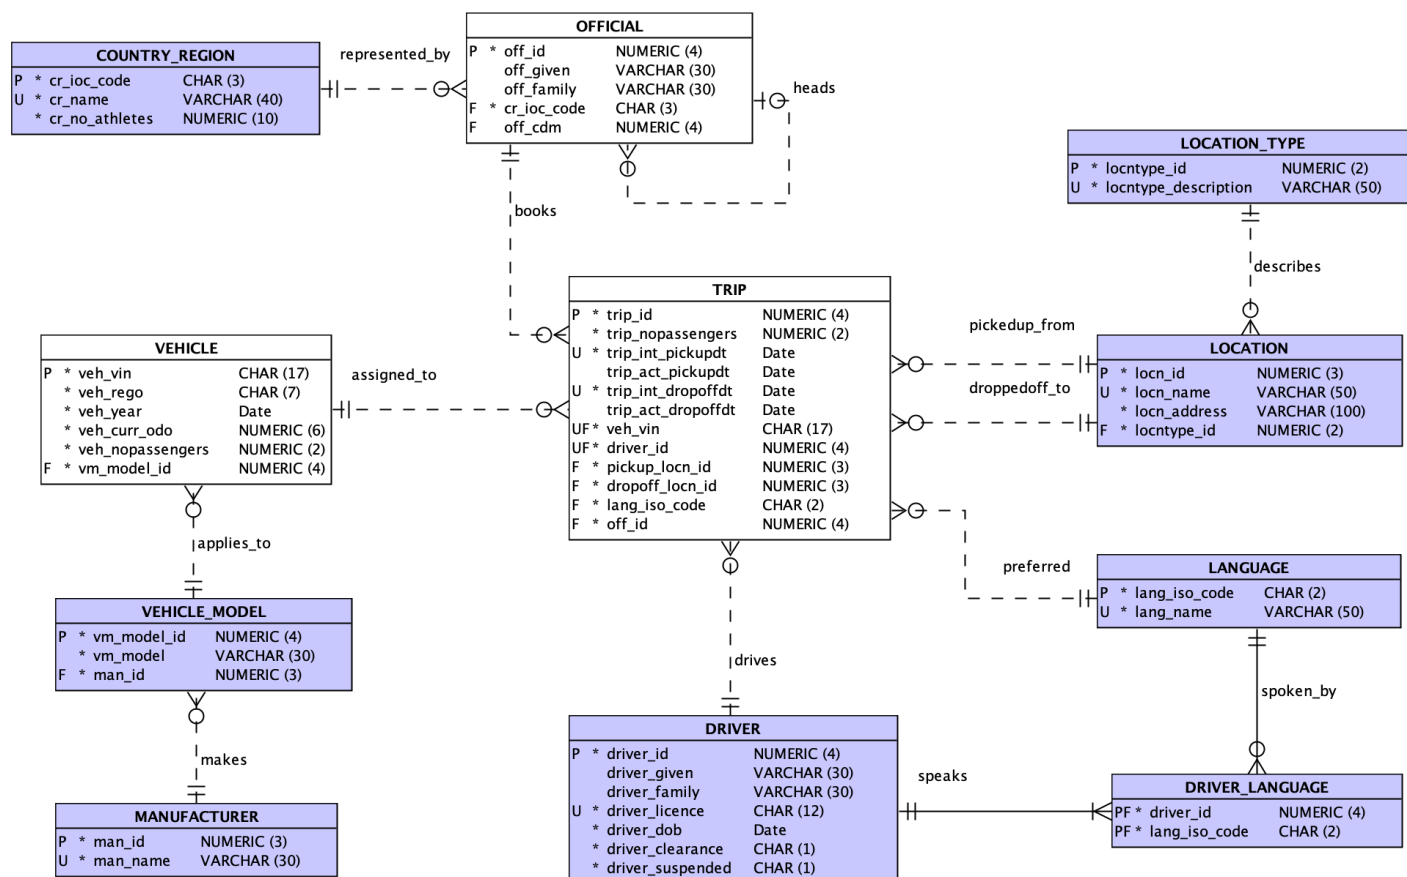 OFFICIAL
P * off_id NUMERIC (4)
off_given VARCHAR (30)
off_family VARCHAR (30)
F * cr_ioc_code CHAR (3)
F off_cdm NUMERIC (4)
COUNTRY_REGION
P * cr_ioc_code CHAR (3)
U * cr_name VARCHAR (40)
* cr_no_athletes NUMERIC (10)
represented_by
heads
books
LOCATION_TYPE
P * locntype_id NUMERIC (2)
U * locntype_description VARCHAR (50)
describes
TRIP
P * trip_id NUMERIC (4)
* trip_nopassengers NUMERIC (2)
U * trip_int_pickupdt Date
trip_act_pickupdt Date
U * trip_int_dropoffdt Date
trip_act_dropoffdt Date
UF * veh_vin CHAR (17)
UF * driver_id NUMERIC (4)
F * pickup_locn_id NUMERIC (3)
F * dropoff_locn_id NUMERIC (3)
F * lang_iso_code CHAR (2)
F * off_id NUMERIC (4)
pickedup_from
droppedoff_to
LOCATION
P * locn_id NUMERIC (3)
U * locn_name VARCHAR (50)
* locn_address VARCHAR (100)
F * locntype_id NUMERIC (2)
VEHICLE
P * veh_vin CHAR (17)
* veh_rego CHAR (7)
* veh_year Date
* veh_curr_odo NUMERIC (6)
* veh_nopassengers NUMERIC (2)
F * vm_model_id NUMERIC (4)
assigned_to
applies_to
preferred
LANGUAGE
P * lang_iso_code CHAR (2)
U * lang_name VARCHAR (50)
VEHICLE_MODEL
P * vm_model_id NUMERIC (4)
* vm_model VARCHAR (30)
F * man_id NUMERIC (3)
drives
spoken_by
makes
DRIVER
P * driver_id NUMERIC (4)
driver_given VARCHAR (30)
driver_family VARCHAR (30)
U * driver_licence CHAR (12)
* driver_dob Date
* driver_clearance CHAR (1)
* driver_suspended CHAR (1)
speaks
DRIVER_LANGUAGE
PF * driver_id NUMERIC (4)
PF * lang_iso_code CHAR (2)
MANUFACTURER
P * man_id NUMERIC (3)
U * man_name VARCHAR (30)